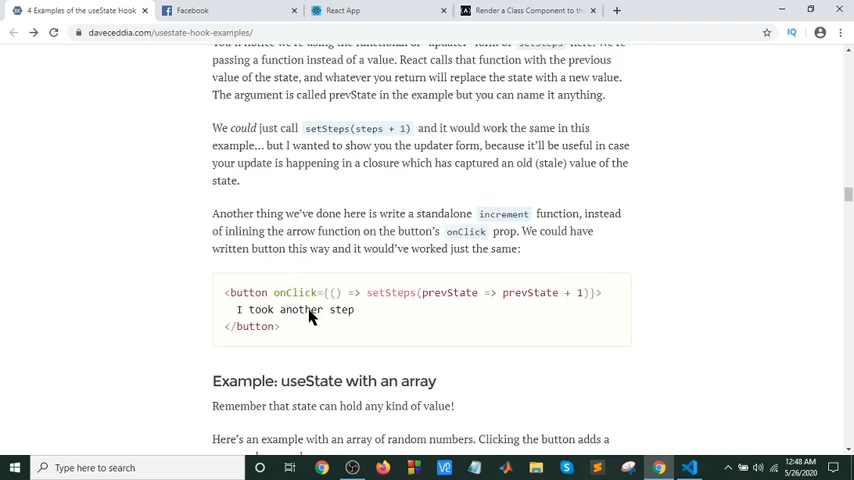 4 Examples of the useState Hook
Facebook
React App
Render a Class Component to the
daveceddia.com/usestate-hook-examples/
passing a function instead of a value. React calls that function with the previous
value of the state, and whatever you return will replace the state with a new value.
The argument is called prevState in the example but you can name it anything.
We could just call setSteps(steps + 1) and it would work the same in this
example... but I wanted to show you the updater form, because it'll be useful in case
your update is happening in a closure which has captured an old (stale) value of the
state.
Another thing we've done here is write a standalone increment function, instead
of inlining the arrow function on the button's onClick prop. We could have
written button this way and it would've worked just the same:
<button onClick={() => setSteps(prevState => prevState + 1)}>
I took another step
</button>
Example: useState with an array
Remember that state can hold any kind of value!
Here's an example with an array of random numbers. Clicking the button adds a
Type here to search
12:48 AM
5/26/2020